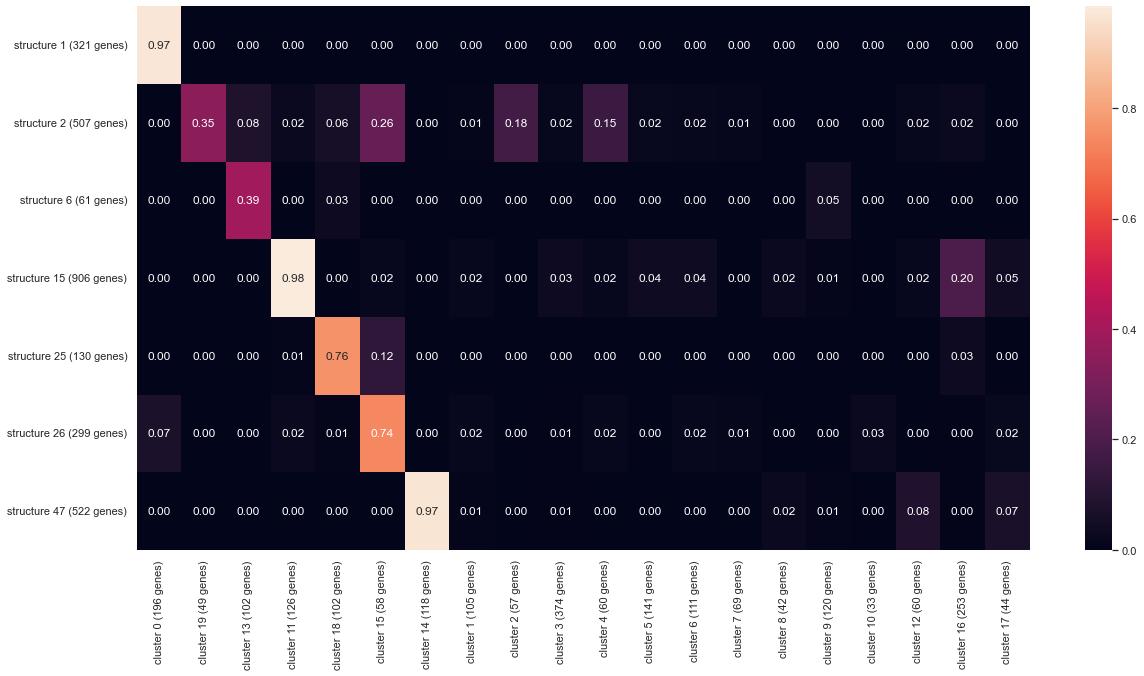 structure 1 (321 genes) 0.97 0.00 0.00 0.00 0.00 0.00 0.00 0.00 0.00 0.00 0.00 0.00 0.00 0.00 0.00 0.00 0.00 0.00 0.00 0.00
structure 2 (507 genes) 0.00 0.35 0.08 0.02 0.06 0.26 0.00 0.01 0.18 0.02 0.15 0.02 0.02 0.01 0.00 0.00 0.00 0.02 0.02 0.00
structure 6 (61 genes) 0.00 0.00 0.39 0.00 0.03 0.00 0.00 0.00 0.00 0.00 0.00 0.00 0.00 0.00 0.00 0.05 0.00 0.00 0.00 0.00
structure 15 (906 genes) 0.00 0.00 0.00 0.98 0.00 0.02 0.00 0.02 0.00 0.03 0.02 0.04 0.04 0.00 0.02 0.01 0.00 0.02 0.20 0.05
structure 25 (130 genes) 0.00 0.00 0.00 0.01 0.76 0.12 0.00 0.00 0.00 0.00 0.00 0.00 0.00 0.00 0.00 0.00 0.00 0.00 0.03 0.00
structure 26 (299 genes) 0.07 0.00 0.00 0.02 0.01 0.74 0.00 0.02 0.00 0.01 0.02 0.00 0.02 0.01 0.00 0.00 0.03 0.00 0.00 0.02
structure 47 (522 genes) 0.00 0.00 0.00 0.00 0.00 0.00 0.97 0.01 0.00 0.01 0.00 0.00 0.00 0.00 0.02 0.01 0.00 0.08 0.00 0.07
cluster 0 (196 genes)
cluster 19 (49 genes)
cluster 13 (102 genes)
cluster 11 (126 genes)
cluster 18 (102 genes)
cluster 15 (58 genes)
cluster 14 (118 genes)
cluster 1 (105 genes)
cluster 2 (57 genes)
cluster 3 (374 genes)
cluster 4 (60 genes)
cluster 5 (141 genes)
cluster 6 (111 genes)
cluster 7 (69 genes)
cluster 8 (42 genes)
cluster 9 (120 genes)
cluster 10 (33 genes)
cluster 12 (60 genes)
cluster 16 (253 genes)
cluster 17 (44 genes)
0.8
0.6
0.4
0.2
0.0